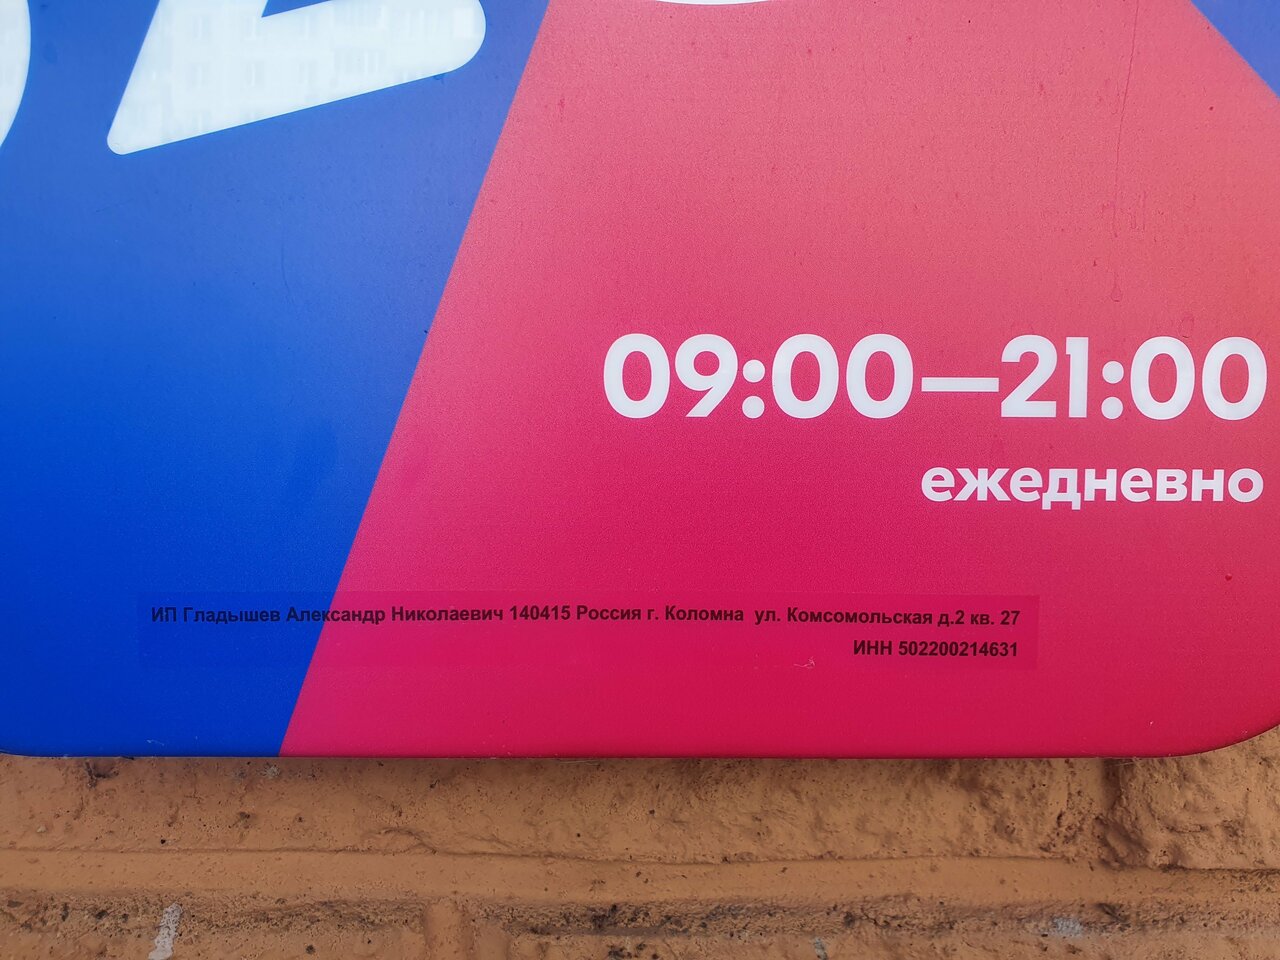 09:00—21:00
ежедневно
ИП Гладышев Александр Николаевич 140415 Россия г. Коломна ул. Комсомольская д.2 кв. 27
ИНН 502200214631